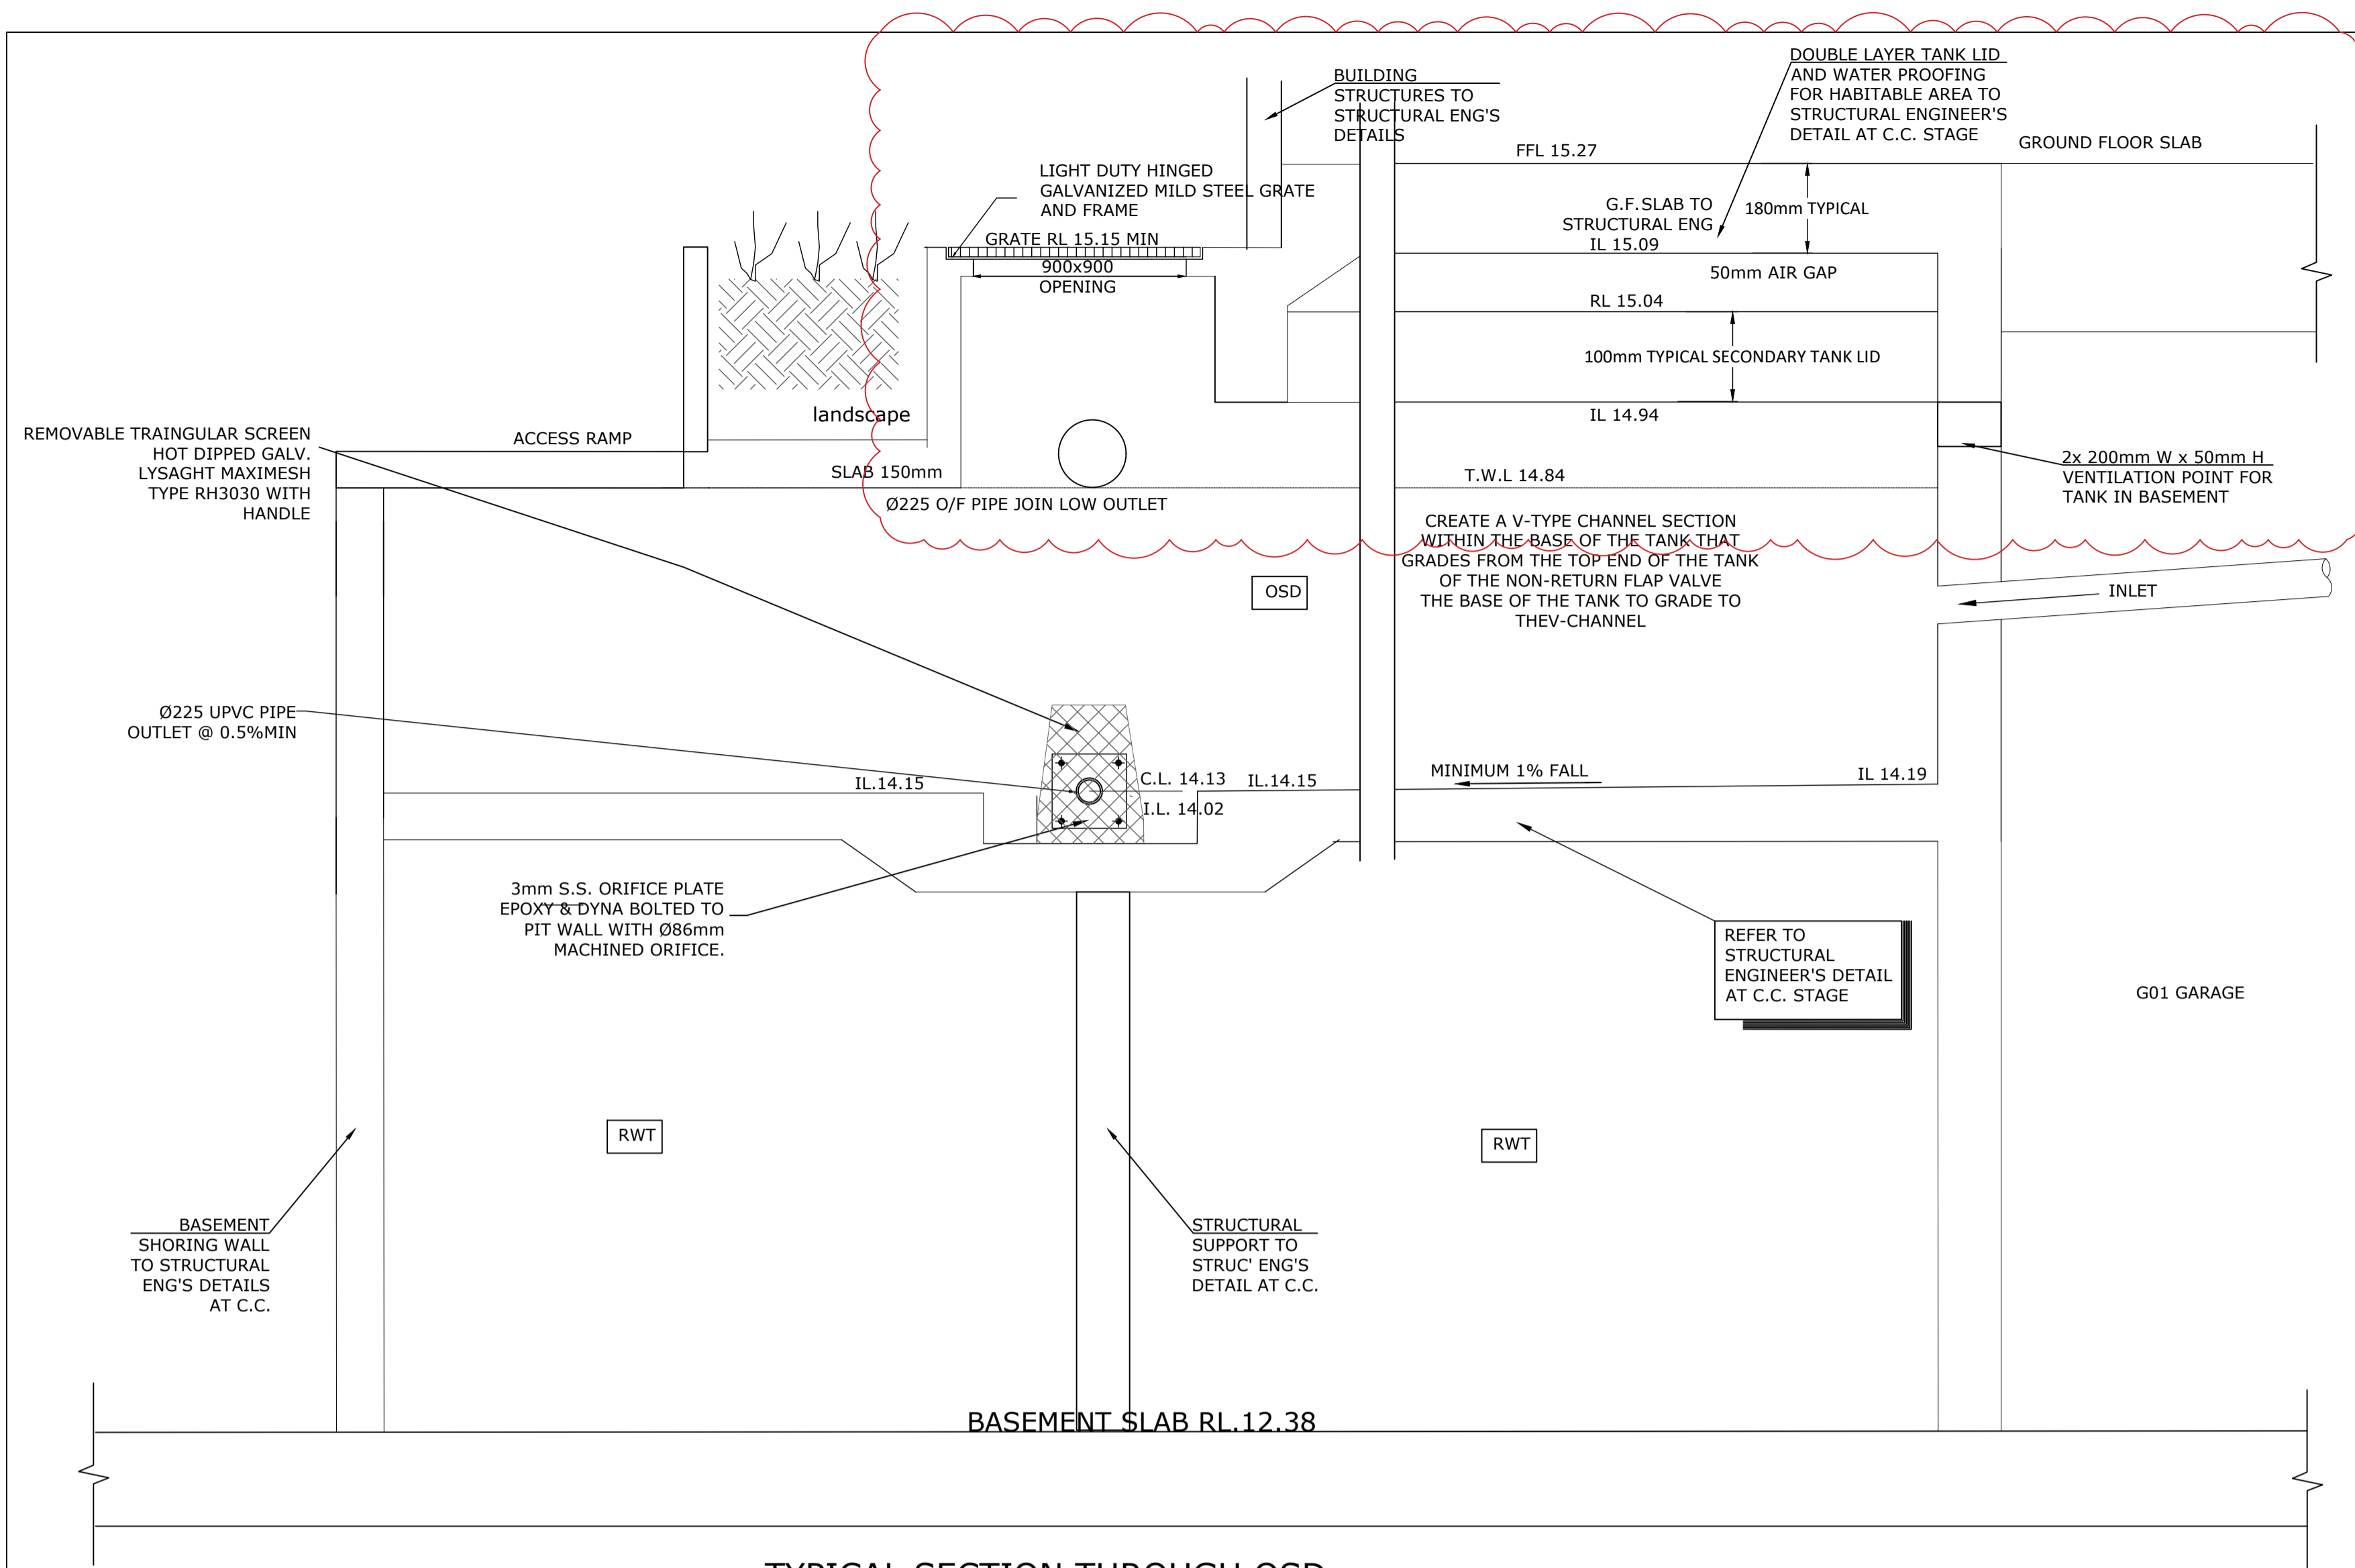 DOUBLE LAYER TANK LID
AND WATER PROOFING
FOR HABITABLE AREA TO
STRUCTURAL ENGINEER'S
DETAIL AT C.C. STAGE
BUILDING
STRUCTURES TO
STRUCTURAL ENG'S
DETAILS
GROUND FLOOR SLAB
FFL 15.27
LIGHT DUTY HINGED
GALVANIZED MILD STEEL GRATE
AND FRAME
G.F.SLAB TO
STRUCTURAL ENG
IL 15.09
180mm TYPICAL
GRATE RL 15.15 MIN
900x900
OPENING
50mm AIR GAP
RL 15.04
100mm TYPICAL SECONDARY TANK LID
landscape
IL 14.94
REMOVABLE TRAINGULAR SCREEN
HOT DIPPED GALV.
LYSAGHT MAXIMESH
TYPE RH3030 WITH
HANDLE
ACCESS RAMP
SLAB 150mm
T.W.L 14.84
2x 200mm W x 50mm H
VENTILATION POINT FOR
TANK IN BASEMENT
Ø225 O/F PIPE JOIN LOW OUTLET
CREATE A V-TYPE CHANNEL SECTION
WITHIN THE BASE OF THE TANK THAT
GRADES FROM THE TOP END OF THE TANK
OF THE NON-RETURN FLAP VALVE
THE BASE OF THE TANK TO GRADE TO
THEV-CHANNEL
OSD
INLET
Ø225 UPVC PIPE
OUTLET @ 0.5%MIN
IL.14.15
C.L. 14.13
IL.14.15
MINIMUM 1% FALL
IL 14.19
I.L. 14.02
3mm S.S. ORIFICE PLATE
EPOXY & DYNA BOLTED TO
PIT WALL WITH Ø86mm
MACHINED ORIFICE.
REFER TO
STRUCTURAL
ENGINEER'S DETAIL
AT C.C. STAGE
G01 GARAGE
RWT
RWT
BASEMENT
SHORING WALL
TO STRUCTURAL
ENG'S DETAILS
AT C.C.
STRUCTURAL
SUPPORT TO
STRUC' ENG'S
DETAIL AT C.C.
BASEMENT SLAB RL.12.38
TYPICAL SECTION THROUGH OSD